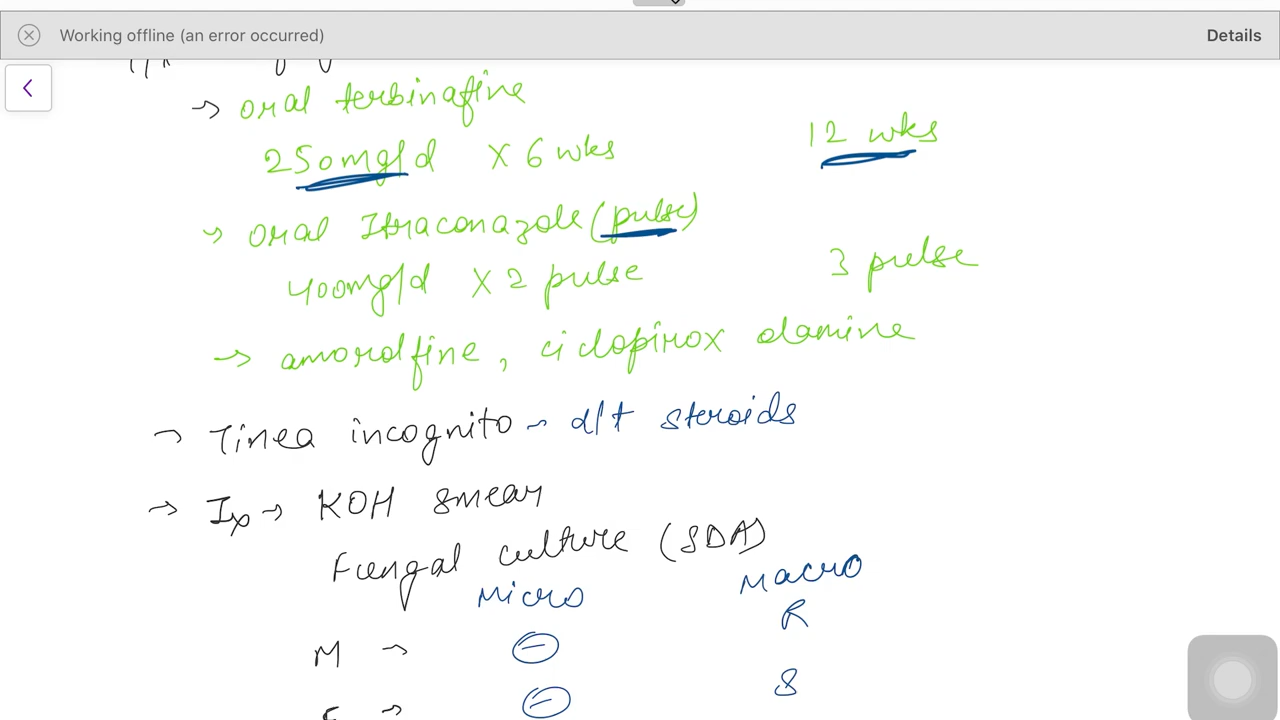 Working offline (an error occurred) Details
→ oral terbinafine
250mg/d X 6 wks 12 wks
→ oral Itraconazole (pulse)
400mg/d X 2 pulse 3 pulse
→ amorolfine, ciclopirox olamine
→ Tinea incognito ~ d/t steroids
→ Ix → KOH smear
Fungal culture (SDA)
Micro Macro
M → ⊖ R
E → ⊖ S